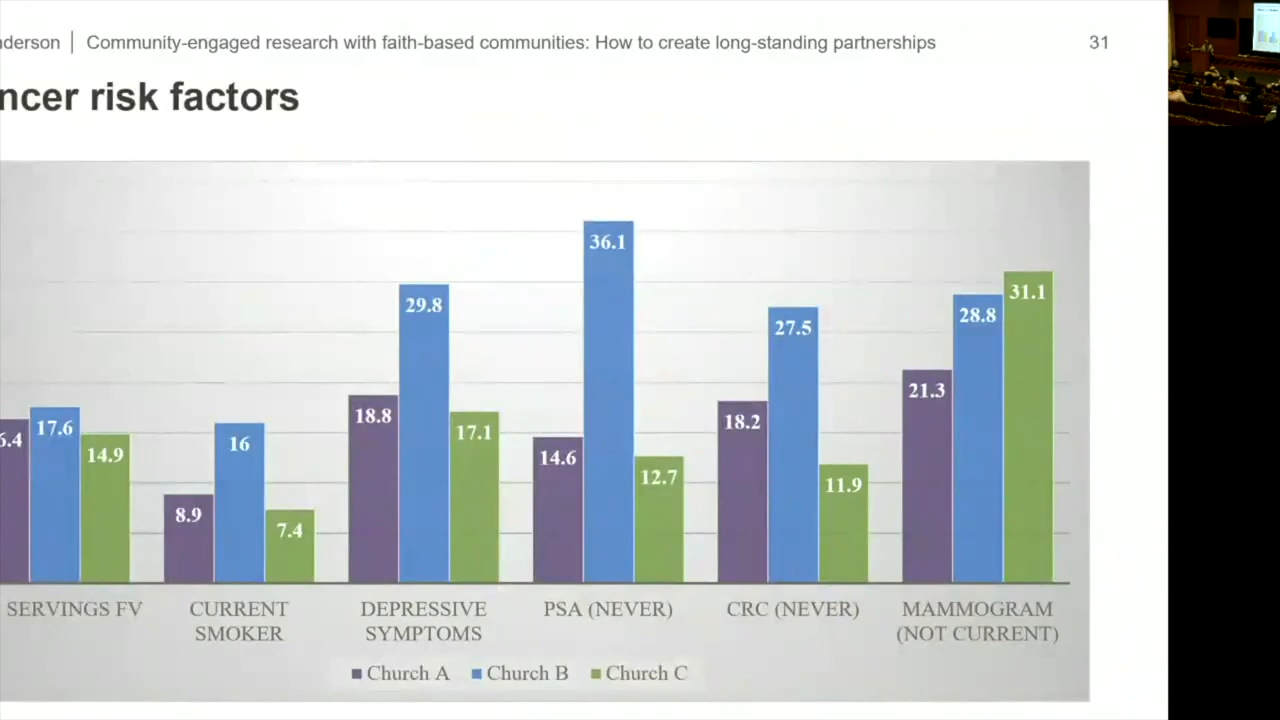 Community-engaged research with faith-based communities: How to create long-standing partnerships 31
risk factors
36.1
31.1
29.8
28.8
27.5
21.3
18.8
18.2
17.6
17.1
16
14.9
14.6
12.7
11.9
8.9
7.4
SERVINGS FV
CURRENT SMOKER
DEPRESSIVE SYMPTOMS
PSA (NEVER)
CRC (NEVER)
MAMMOGRAM (NOT CURRENT)
Church A Church B Church C